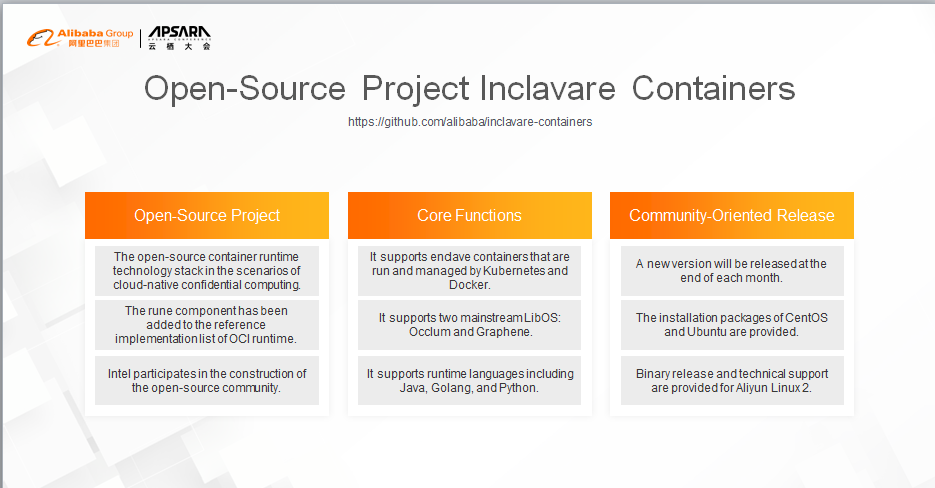 Alibaba Group
阿里巴巴集团
APSARA
APSARA CONFERENCE
云栖大会
Open-Source Project Inclavare Containers
https://github.com/alibaba/inclavare-containers
Open-Source Project
The open-source container runtime
technology stack in the scenarios of
cloud-native confidential computing.
The rune component has been
added to the reference
implementation list of OCI runtime.
Intel participates in the construction of
the open-source community.
Core Functions
It supports enclave containers that are
run and managed by Kubernetes and
Docker.
It supports two mainstream LibOS:
Occlum and Graphene.
It supports runtime languages including
Java, Golang, and Python.
Community-Oriented Release
A new version will be released at the
end of each month.
The installation packages of CentOS
and Ubuntu are provided.
Binary release and technical support
are provided for Aliyun Linux 2.